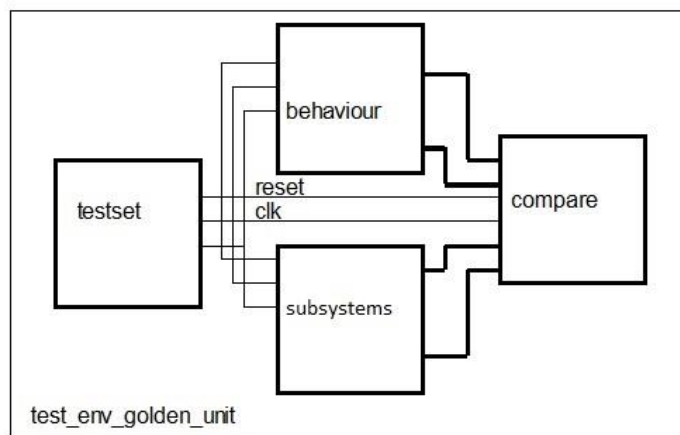 behaviour
testset
reset
clk
compare
subsystems
test_env_golden_unit